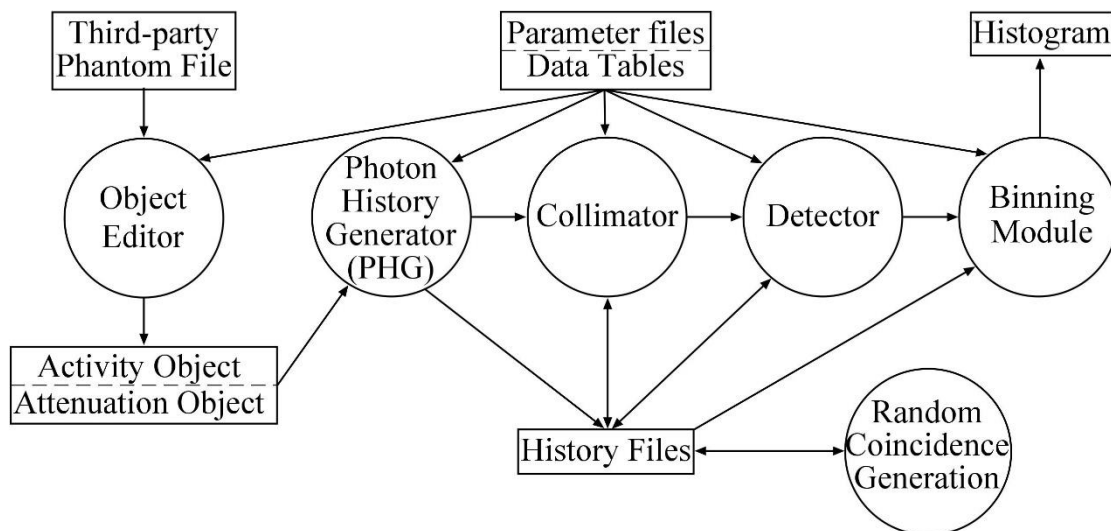 Third-party
Phantom File
Parameter files
Data Tables
Histogram
Object
Editor
Photon
History
Generator
(PHG)
Collimator
Detector
Binning
Module
Activity Object
Attenuation Object
History Files
Random
Coincidence
Generation